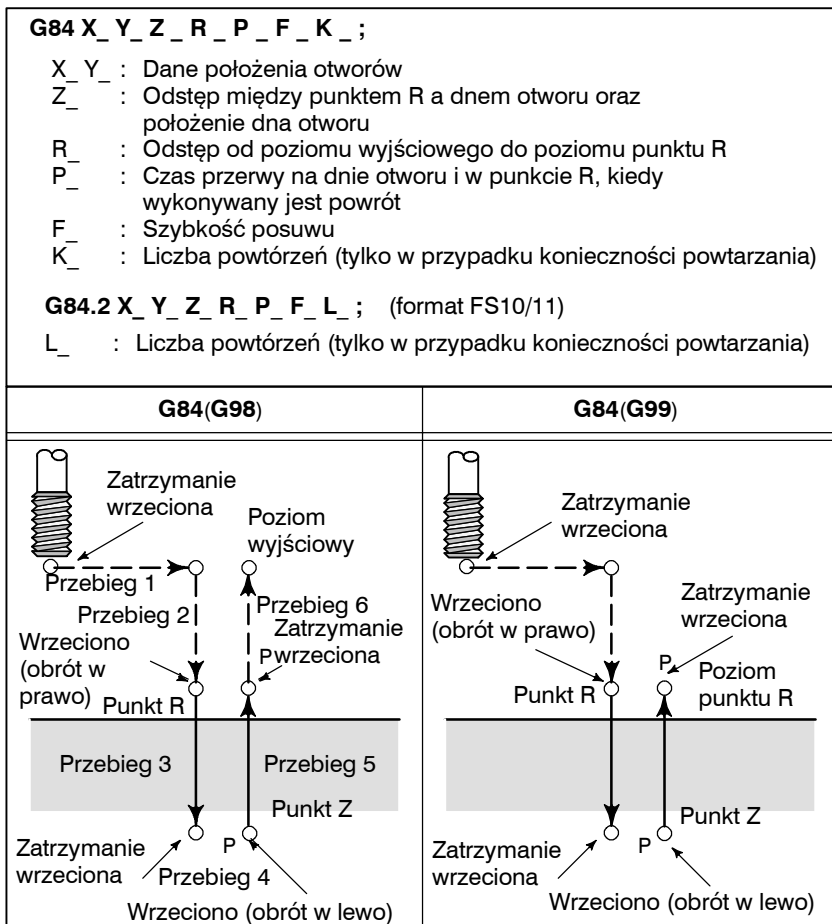 G84 X_ Y_ Z _ R _ P _ F _ K _ ;
X_ Y_ : Dane położenia otworów
Z_ : Odstęp między punktem R a dnem otworu oraz
położenie dna otworu
R_ : Odstęp od poziomu wyjściowego do poziomu punktu R
P_ : Czas przerwy na dnie otworu i w punkcie R, kiedy
wykonywany jest powrót
F_ : Szybkość posuwu
K_ : Liczba powtórzeń (tylko w przypadku konieczności powtarzania)
G84.2 X_ Y_ Z_ R_ P_ F_ L_ ; (format FS10/11)
L_ : Liczba powtórzeń (tylko w przypadku konieczności powtarzania)
G84(G98)
Zatrzymanie
wrzeciona
Poziom
wyjściowy
Przebieg 1
Przebieg 2
Przebieg 6
Wrzeciono
(obrót w
prawo)
Zatrzymanie
wrzeciona
P
Punkt R
Przebieg 3
Przebieg 5
Punkt Z
Zatrzymanie
wrzeciona
P
Przebieg 4
Wrzeciono (obrót w lewo)
G84(G99)
Zatrzymanie
wrzeciona
Wrzeciono
(obrót w prawo)
Zatrzymanie
wrzeciona
P
Punkt R
Poziom
punktu R
Punkt Z
Zatrzymanie
wrzeciona
P
Wrzeciono (obrót w lewo)